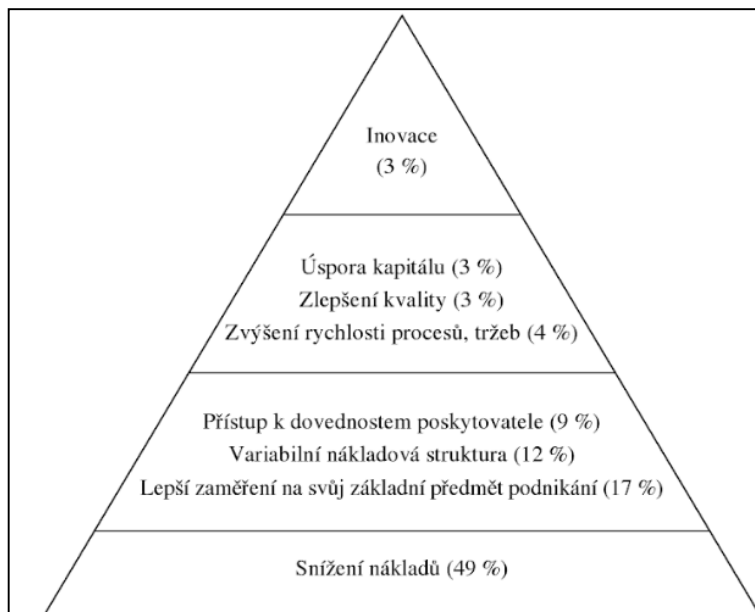 Inovace
(3 %)
Úspora kapitálu (3 %)
Zlepšení kvality (3 %)
Zvýšení rychlosti procesů, tržeb (4 %)
Přístup k dovednostem poskytovatele (9 %)
Variabilní nákladová struktura (12 %)
Lepší zaměření na svůj základní předmět podnikání (17 %)
Snížení nákladů (49 %)